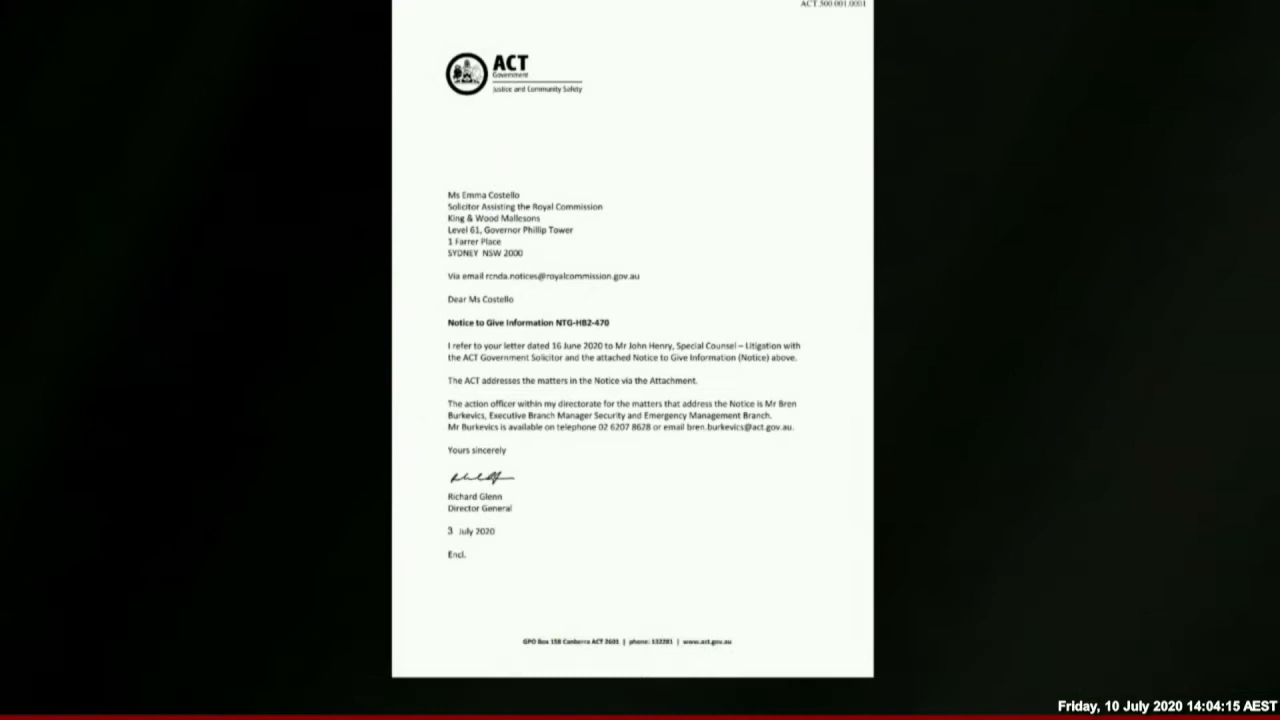 ACT.500.001.0001
ACT
Government
Justice and Community Safety
Ms Emma Costello
Solicitor Assisting the Royal Commission
King & Wood Mallesons
Level 61, Governor Phillip Tower
1 Farrer Place
SYDNEY NSW 2000
Via email rcnda.notices@royalcommission.gov.au
Dear Ms Costello
Notice to Give Information NTG-HB2-470
I refer to your letter dated 16 June 2020 to Mr John Henry, Special Counsel – Litigation with
the ACT Government Solicitor and the attached Notice to Give Information (Notice) above.
The ACT addresses the matters in the Notice via the Attachment.
The action officer within my directorate for the matters that address the Notice is Mr Bren
Burkevics, Executive Branch Manager Security and Emergency Management Branch.
Mr Burkevics is available on telephone 02 6207 8628 or email bren.burkevics@act.gov.au.
Yours sincerely
Richard Glenn
Director General
3 July 2020
Encl.
GPO Box 158 Canberra ACT 2601 | phone: 132281 | www.act.gov.au
Friday, 10 July 2020 14:04:15 AEST